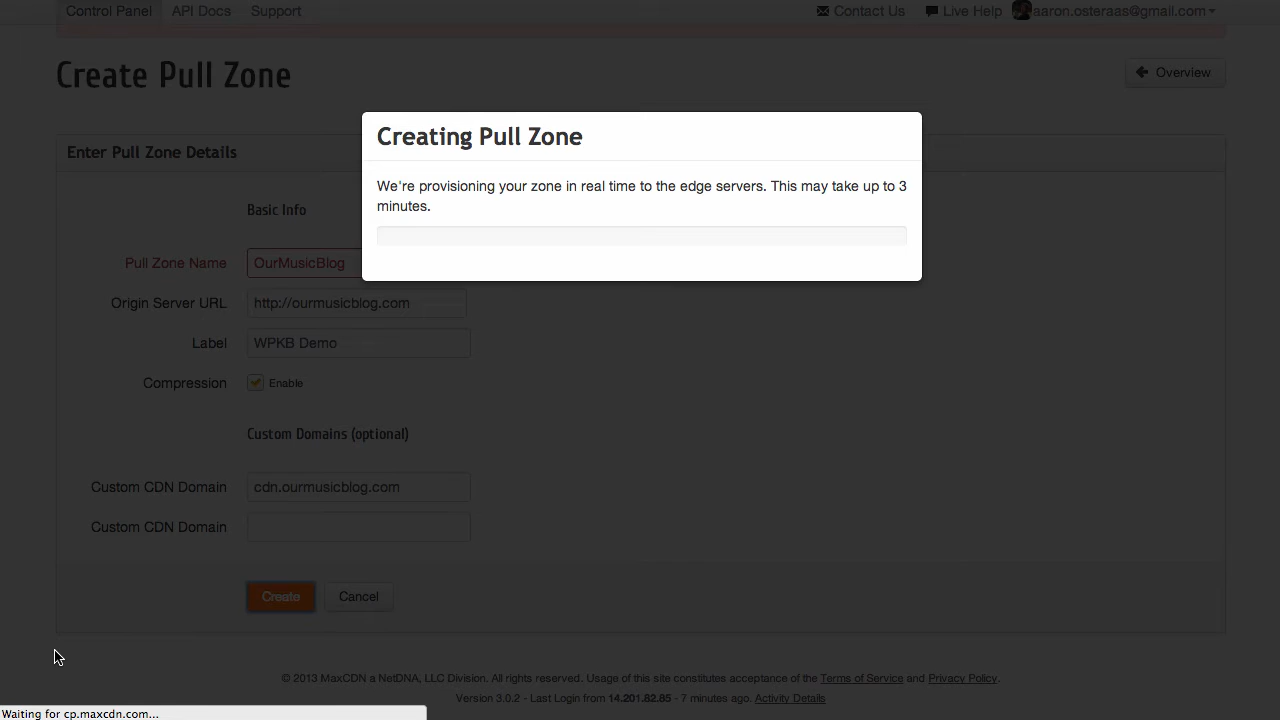 Control Panel API Docs Support Contact Us Live Help aaron.osteraas@gmail.com
Create Pull Zone
Overview
Creating Pull Zone
We're provisioning your zone in real time to the edge servers. This may take up to 3
minutes.
Enter Pull Zone Details
Basic Info
Pull Zone Name OurMusicBlog
Origin Server URL http://ourmusicblog.com
Label WPKB Demo
Compression Enable
Custom Domains (optional)
Custom CDN Domain cdn.ourmusicblog.com
Custom CDN Domain
Create Cancel
© 2013 MaxCDN a NetDNA, LLC Division. All rights reserved. Usage of this site constitutes acceptance of the Terms of Service and Privacy Policy.
Version 3.0.2 - Last Login from 14.201.82.85 - 7 minutes ago. Activity Details
Waiting for cp.maxcdn.com...